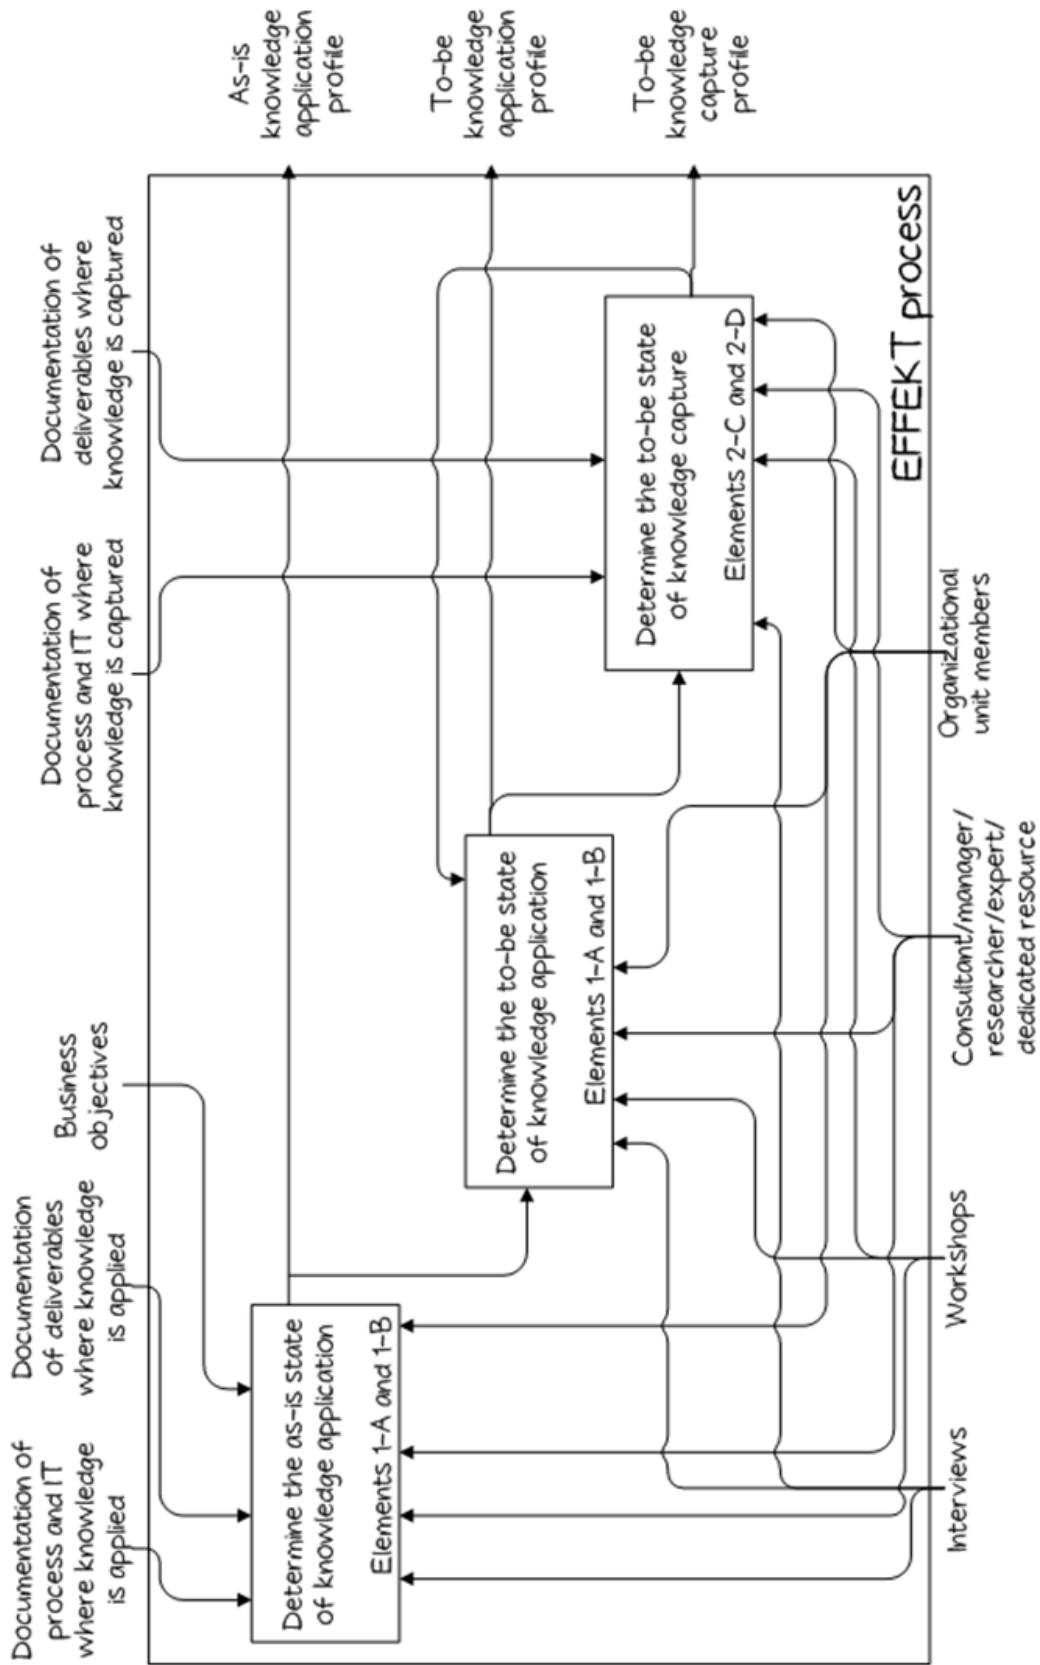 Documentation of
process and IT
where knowledge
is applied
Documentation
of deliverables
where knowledge
is applied
Business
objectives
Documentation of
process and IT where
knowledge is captured
Documentation of
deliverables where
knowledge is captured
Determine the as-is state
of knowledge application
Elements 1-A and 1-B
Determine the to-be state
of knowledge application
Elements 1-A and 1-B
Determine the to-be state
of knowledge capture
Elements 2-C and 2-D
As-is
knowledge
application
profile
To-be
knowledge
application
profile
To-be
knowledge
capture
profile
EFFEKT process
Interviews
Workshops
Consultant/manager/
researcher/expert/
dedicated resource
Organizational
unit members